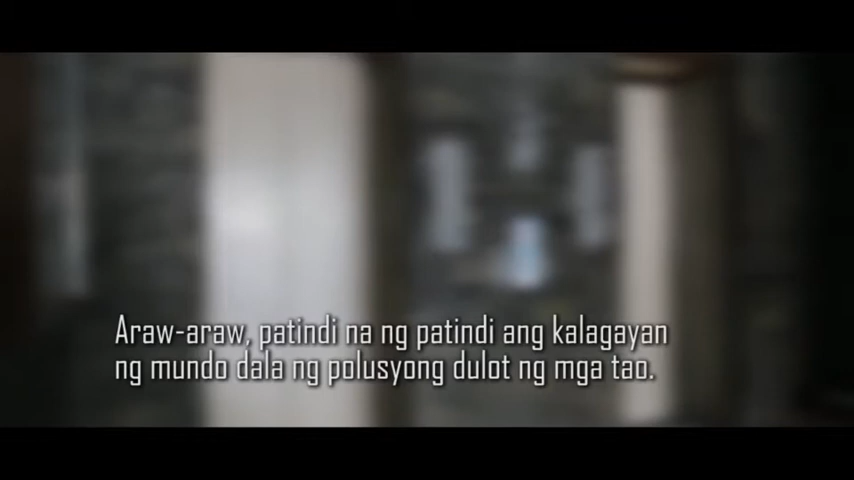 Araw-araw, patindi na ng patindi ang kalagayan
ng mundo dala ng polusyong dulot ng mga tao.